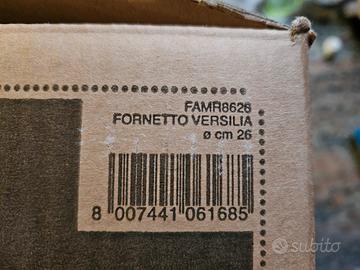 FAMR8626
FORNETTO VERSILIA
ø cm 26
8 007441 061685
subito